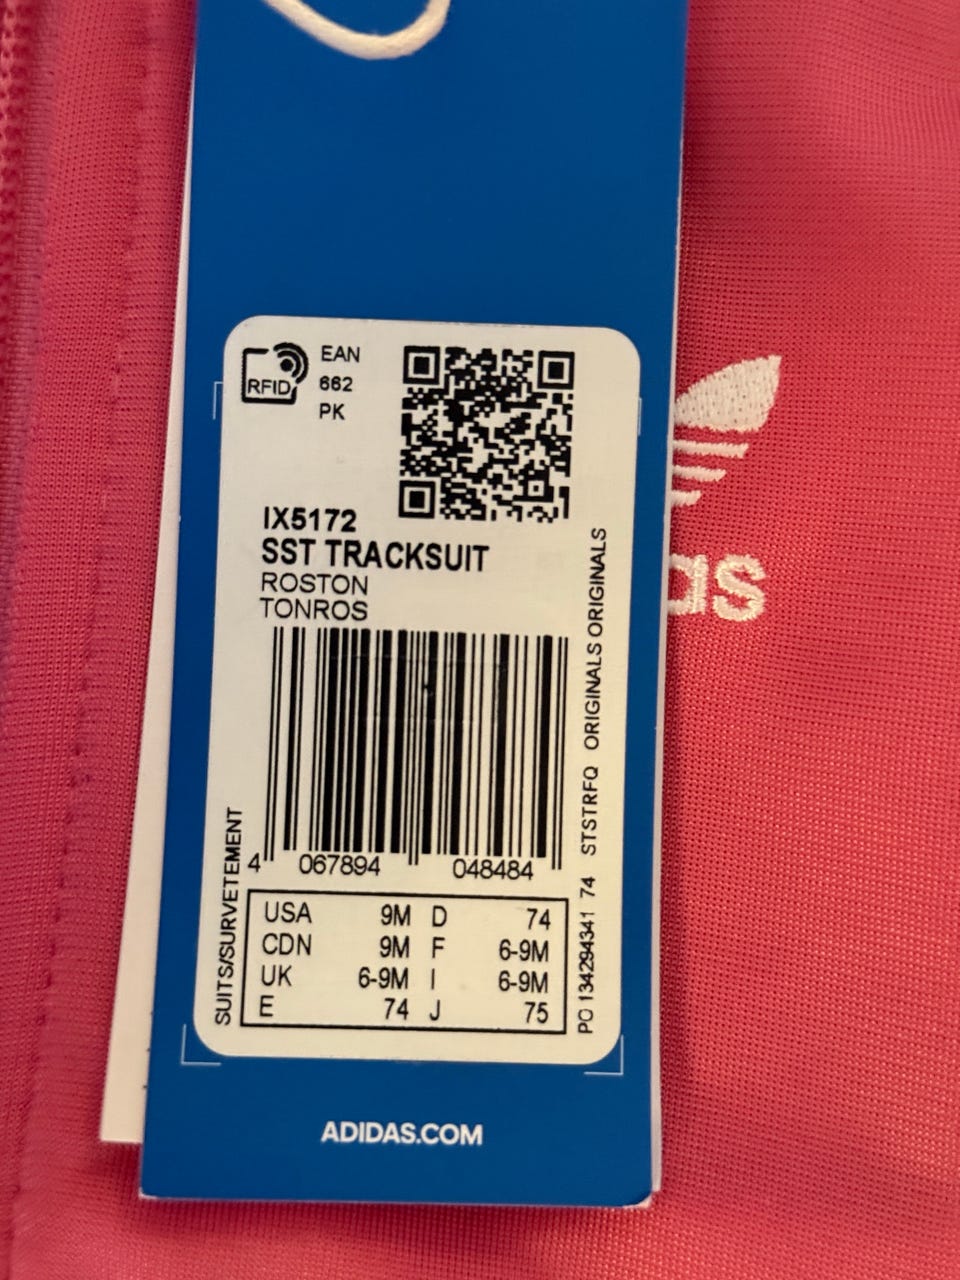 RFID
EAN
662
PK
IX5172
SST TRACKSUIT
ROSTON
TONROS
4 067894 048484
SUITS/SURVETEMENT
USA 9M D 74
CDN 9M F 6-9M
UK 6-9M I 6-9M
E 74 J 75
PO 134294341 74 STSTRFQ ORIGINALS ORIGINALS
ADIDAS.COM
as